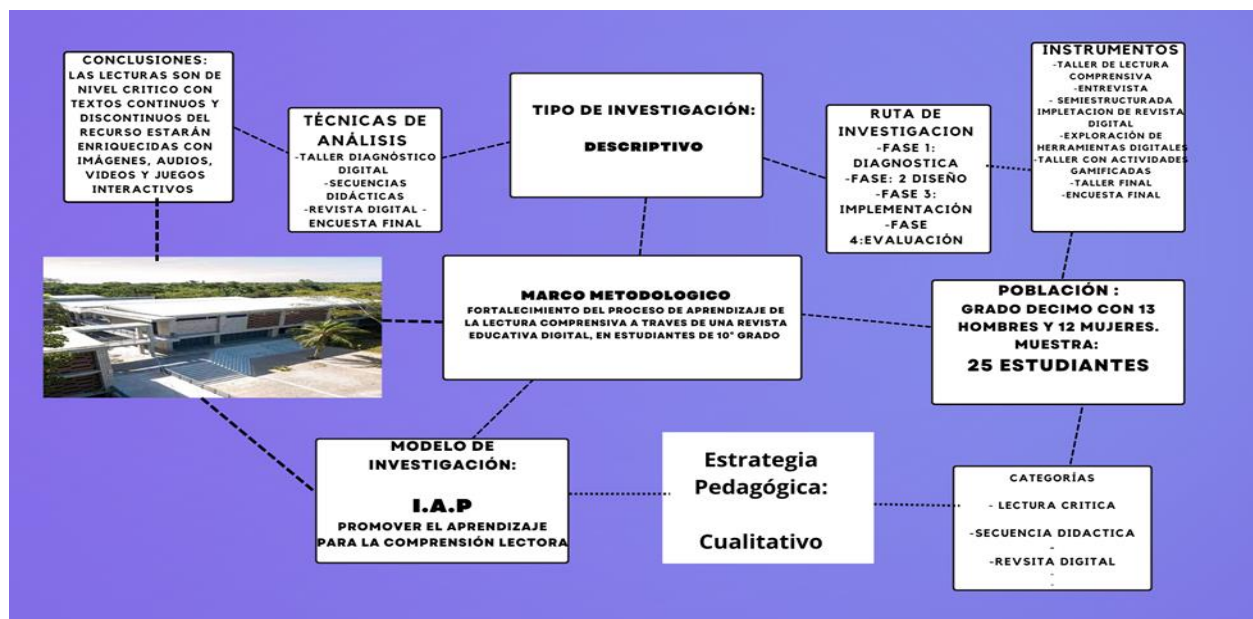 CONCLUSIONES:
LAS LECTURAS SON DE
NIVEL CRITICO CON
TEXTOS CONTINUOS Y
DISCONTINUOS DEL
RECURSO ESTARÁN
ENRIQUECIDAS CON
IMÁGENES, AUDIOS,
VIDEOS Y JUEGOS
INTERACTIVOS
TÉCNICAS DE
ANÁLISIS
-TALLER DIAGNÓSTICO
DIGITAL
-SECUENCIAS
DIDÁCTICAS
-REVISTA DIGITAL -
ENCUESTA FINAL
TIPO DE INVESTIGACIÓN:
DESCRIPTIVO
RUTA DE
INVESTIGACION
-FASE 1:
DIAGNOSTICA
-FASE: 2 DISEÑO
-FASE 3:
IMPLEMENTACIÓN
-FASE
4:EVALUACIÓN
INSTRUMENTOS
-TALLER DE LECTURA
COMPRENSIVA
-ENTREVISTA
- SEMIESTRUCTURADA
IMPLETACION DE REVISTA
DIGITAL
-EXPLORACIÓN DE
HERRAMIENTAS DIGITALES
-TALLER CON ACTIVIDADES
GAMIFICADAS
-TALLER FINAL
-ENCUESTA FINAL
MARCO METODOLOGICO
FORTALECIMIENTO DEL PROCESO DE APRENDIZAJE DE
LA LECTURA COMPRENSIVA A TRAVES DE UNA REVISTA
EDUCATIVA DIGITAL, EN ESTUDIANTES DE 10° GRADO
POBLACIÓN :
GRADO DECIMO CON 13
HOMBRES Y 12 MUJERES.
MUESTRA:
25 ESTUDIANTES
MODELO DE
INVESTIGACIÓN:
I.A.P
PROMOVER EL APRENDIZAJE
PARA LA COMPRENSIÓN LECTORA
Estrategia
Pedagógica:
Cualitativo
CATEGORÍAS
- LECTURA CRITICA
-SECUENCIA DIDACTICA
-
-REVSITA DIGITAL
-
-